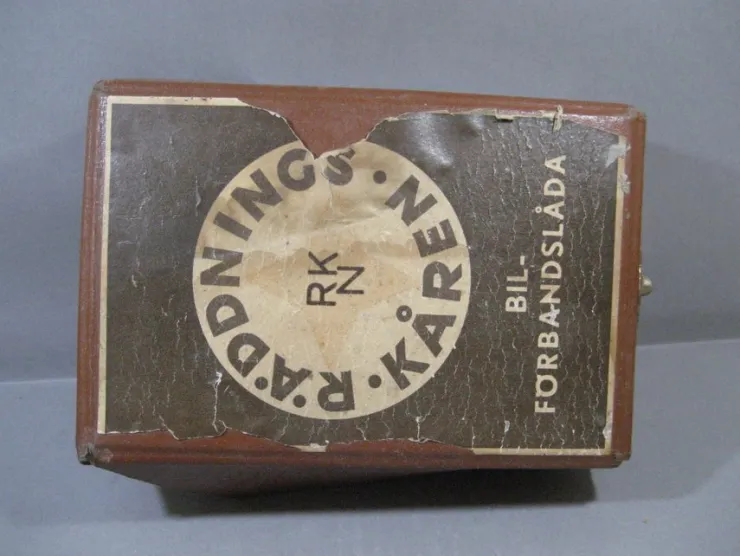 RÄDDNINGS·KÅREN·
RK
N
BIL-
FÖRBANDSLÅDA